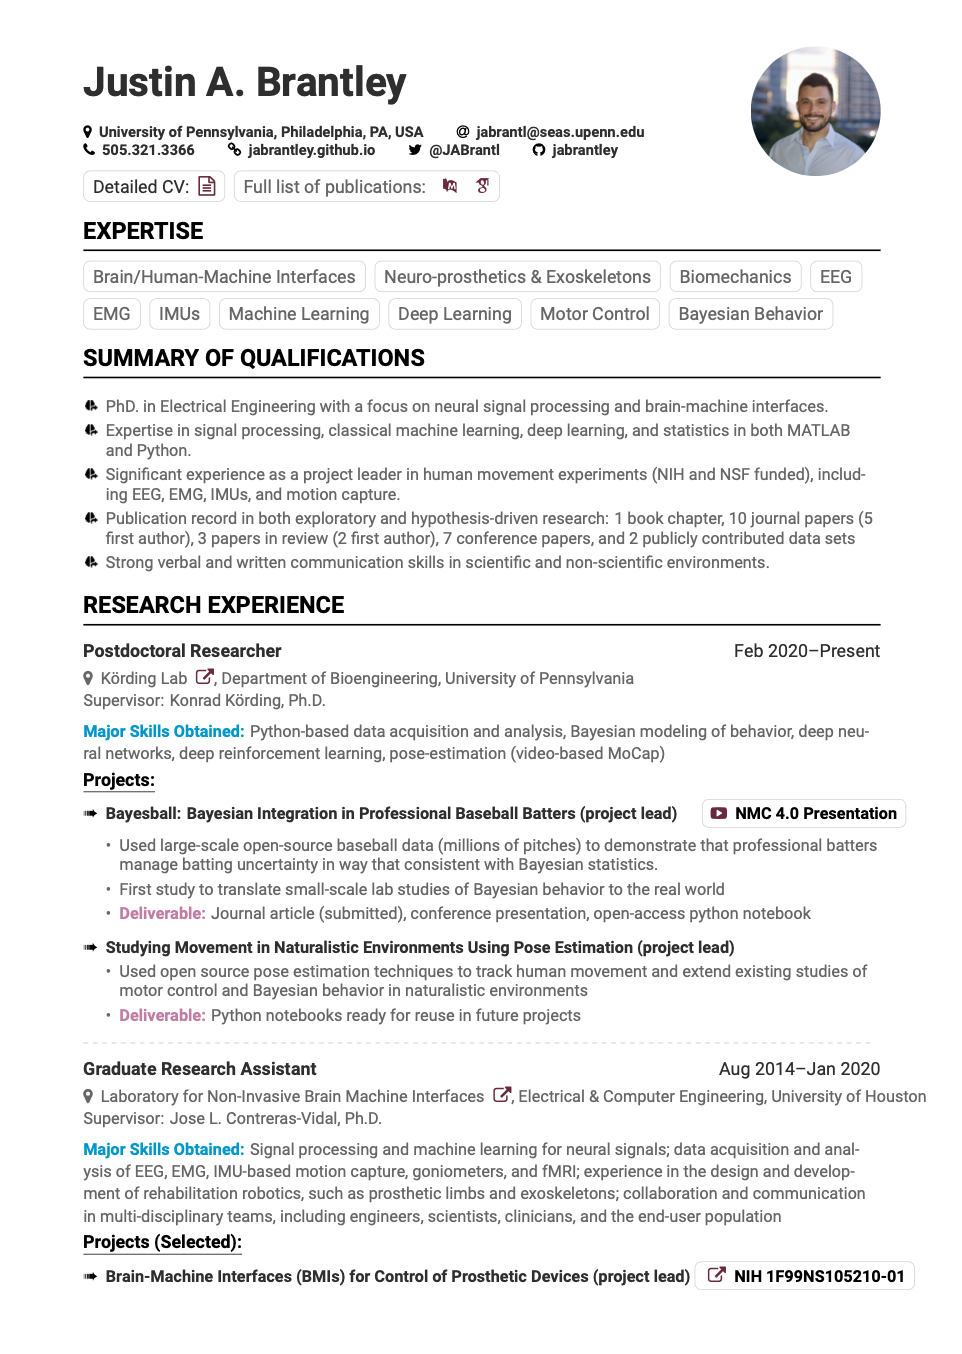 Justin A. Brantley
University of Pennsylvania, Philadelphia, PA, USA jabrantl@seas.upenn.edu
505.321.3366 jabrantley.github.io @JABrantl jabrantley
Detailed CV: Full list of publications:
EXPERTISE
Brain/Human-Machine Interfaces Neuro-prosthetics & Exoskeletons Biomechanics EEG
EMG IMUs Machine Learning Deep Learning Motor Control Bayesian Behavior
SUMMARY OF QUALIFICATIONS
PhD. in Electrical Engineering with a focus on neural signal processing and brain-machine interfaces.
Expertise in signal processing, classical machine learning, deep learning, and statistics in both MATLAB
and Python.
Significant experience as a project leader in human movement experiments (NIH and NSF funded), includ-
ing EEG, EMG, IMUs, and motion capture.
Publication record in both exploratory and hypothesis-driven research: 1 book chapter, 10 journal papers (5
first author), 3 papers in review (2 first author), 7 conference papers, and 2 publicly contributed data sets
Strong verbal and written communication skills in scientific and non-scientific environments.
RESEARCH EXPERIENCE
Postdoctoral Researcher Feb 2020–Present
Körding Lab , Department of Bioengineering, University of Pennsylvania
Supervisor: Konrad Körding, Ph.D.
Major Skills Obtained: Python-based data acquisition and analysis, Bayesian modeling of behavior, deep neu-
ral networks, deep reinforcement learning, pose-estimation (video-based MoCap)
Projects:
➠ Bayesball: Bayesian Integration in Professional Baseball Batters (project lead) NMC 4.0 Presentation
• Used large-scale open-source baseball data (millions of pitches) to demonstrate that professional batters
manage batting uncertainty in way that consistent with Bayesian statistics.
• First study to translate small-scale lab studies of Bayesian behavior to the real world
• Deliverable: Journal article (submitted), conference presentation, open-access python notebook
➠ Studying Movement in Naturalistic Environments Using Pose Estimation (project lead)
• Used open source pose estimation techniques to track human movement and extend existing studies of
motor control and Bayesian behavior in naturalistic environments
• Deliverable: Python notebooks ready for reuse in future projects
Graduate Research Assistant Aug 2014–Jan 2020
Laboratory for Non-Invasive Brain Machine Interfaces , Electrical & Computer Engineering, University of Houston
Supervisor: Jose L. Contreras-Vidal, Ph.D.
Major Skills Obtained: Signal processing and machine learning for neural signals; data acquisition and anal-
ysis of EEG, EMG, IMU-based motion capture, goniometers, and fMRI; experience in the design and develop-
ment of rehabilitation robotics, such as prosthetic limbs and exoskeletons; collaboration and communication
in multi-disciplinary teams, including engineers, scientists, clinicians, and the end-user population
Projects (Selected):
➠ Brain-Machine Interfaces (BMIs) for Control of Prosthetic Devices (project lead) NIH 1F99NS105210-01